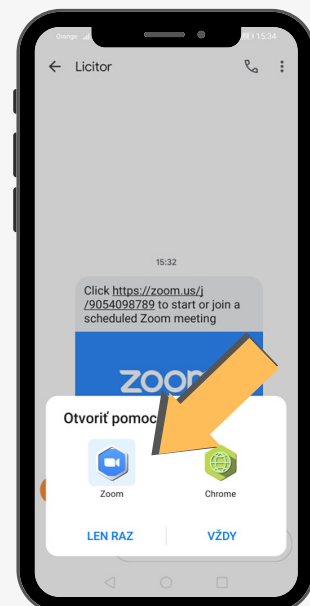 Orange
15:34
Licitor
15:32
Click https://zoom.us/j
/9054098789 to start or join a
scheduled Zoom meeting
zoom
Otvoriť pomoc
Zoom
Chrome
LEN RAZ
VŽDY